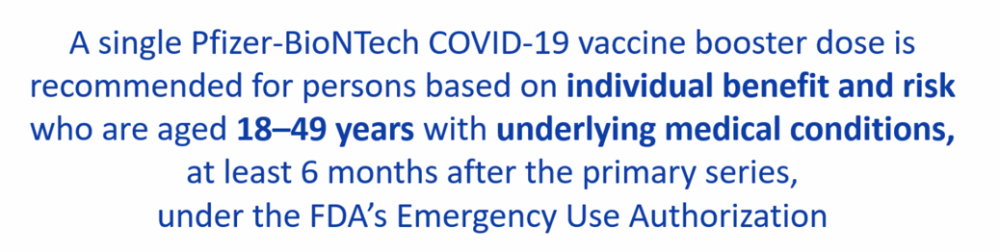 A single Pfizer-BioNTech COVID-19 vaccine booster dose is
recommended for persons based on individual benefit and risk
who are aged 18–49 years with underlying medical conditions,
at least 6 months after the primary series,
under the FDA’s Emergency Use Authorization